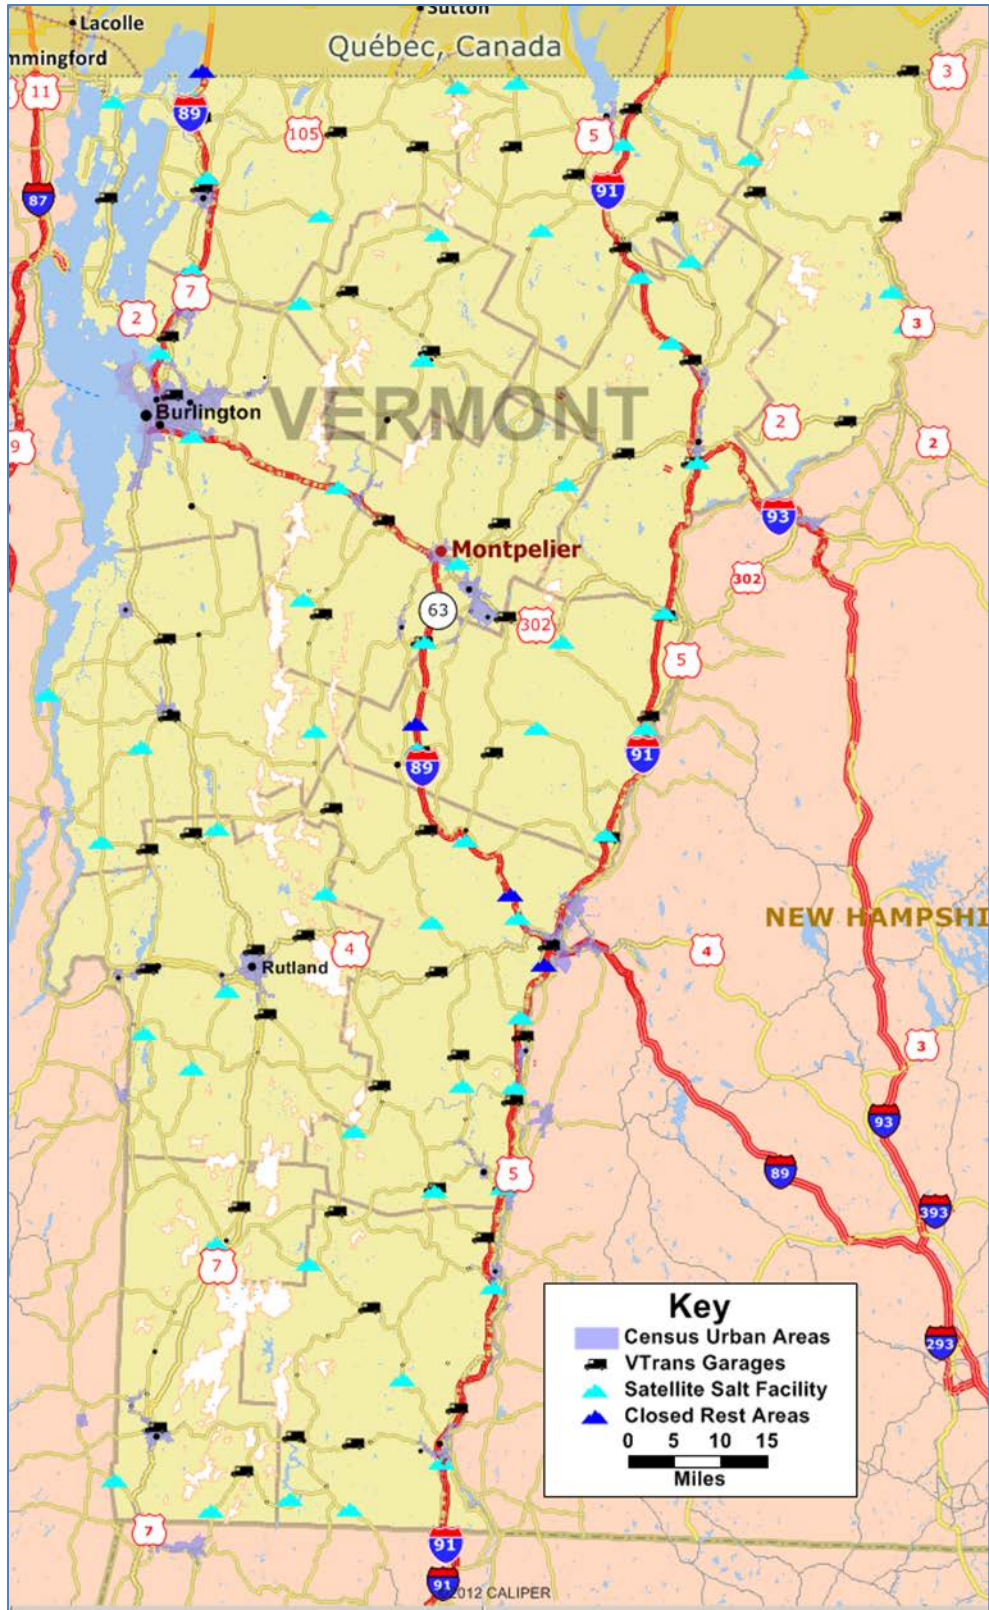 Lacolle
Sutton
mmingford
Québec, Canada
11
3
89
105
5
87
91
7
2
3
VERMONT
Burlington
2
9
2
93
Montpelier
302
63
302
5
91
89
NEW HAMPSHI
4
4
Rutland
3
93
5
89
393
7
Key
Census Urban Areas
VTrans Garages
Satellite Salt Facility
Closed Rest Areas
0 5 10 15
Miles
293
7
91
91
2012 CALIPER